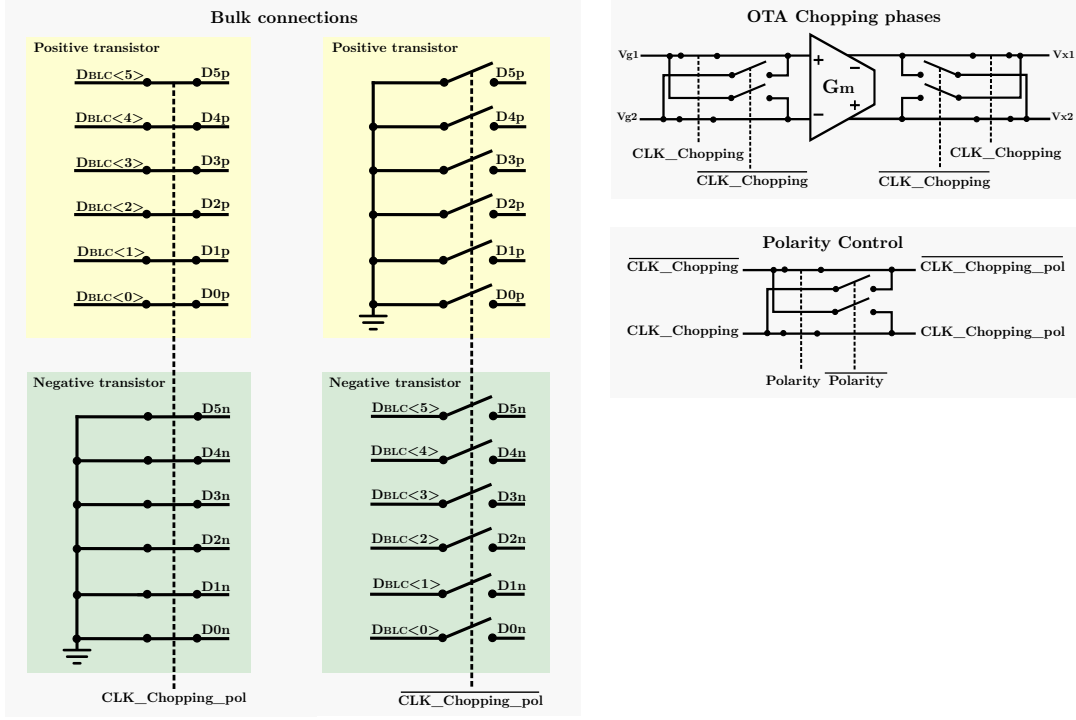 Bulk connections
Positive transistor
DBLC<5> D5p
DBLC<4> D4p
DBLC<3> D3p
DBLC<2> D2p
DBLC<1> D1p
DBLC<0> D0p
Positive transistor
D5p
D4p
D3p
D2p
D1p
D0p
Negative transistor
D5n
D4n
D3n
D2n
D1n
D0n
CLK_Chopping_pol
Negative transistor
DBLC<5> D5n
DBLC<4> D4n
DBLC<3> D3n
DBLC<2> D2n
DBLC<1> D1n
DBLC<0> D0n
CLK_Chopping_pol
OTA Chopping phases
Vg1 + − Vx1
Gm
Vg2 − + Vx2
CLK_Chopping CLK_Chopping
CLK_Chopping CLK_Chopping
Polarity Control
CLK_Chopping CLK_Chopping_pol
CLK_Chopping CLK_Chopping_pol
Polarity Polarity